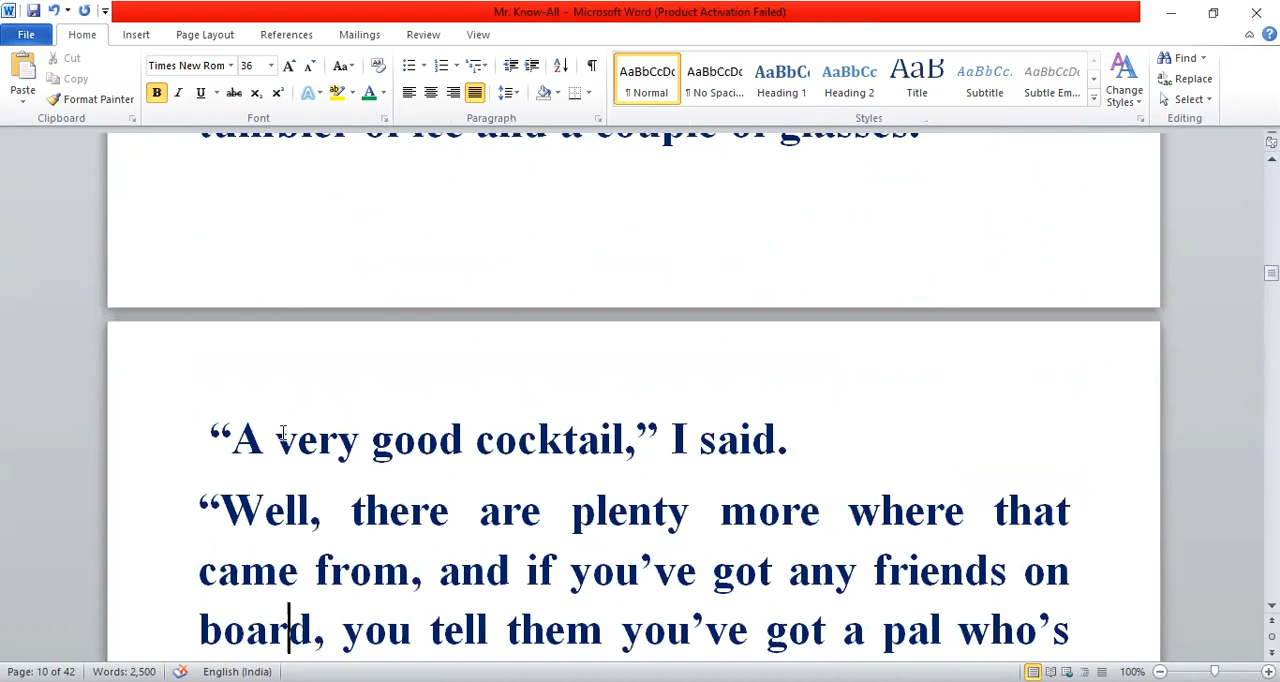 Mr. Know-All - Microsoft Word (Product Activation Failed)
File Home Insert Page Layout References Mailings Review View
Cut
Copy
Format Painter
Paste
Clipboard
Times New Rom 36
Font
Paragraph
AaBbCcDc AaBbCcDc AaBbCc AaBbCc AaB AaBbCc. AaBbCcDc
¶ Normal ¶ No Spaci... Heading 1 Heading 2 Title Subtitle Subtle Em...
Change
Styles
Styles
Find
Replace
Select
Editing
tumbler of ice and a couple of glasses.
“A very good cocktail,” I said.
“Well, there are plenty more where that
came from, and if you’ve got any friends on
board, you tell them you’ve got a pal who’s
Page: 10 of 42 Words: 2,500 English (India) 100%